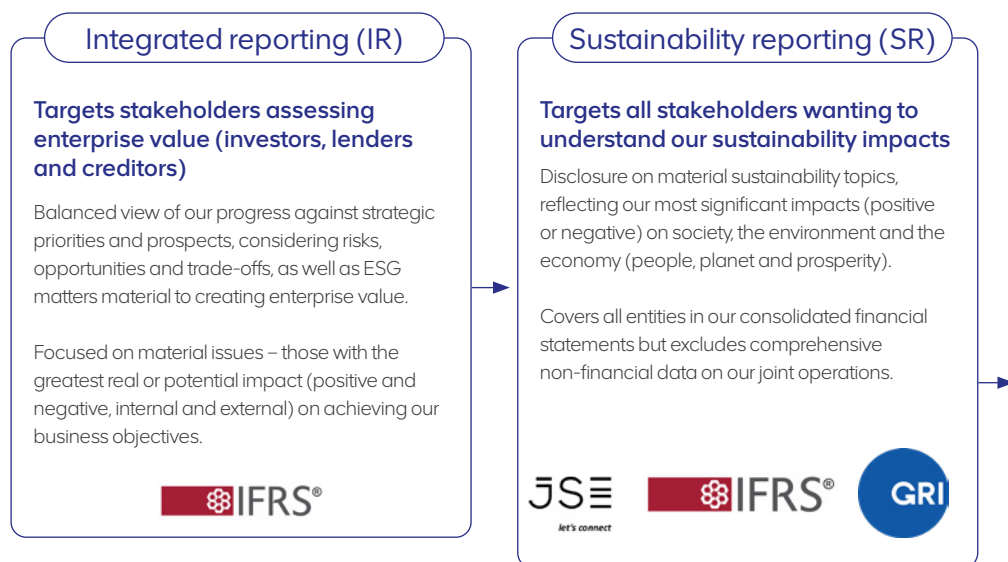 Integrated reporting (IR)
Targets stakeholders assessing
enterprise value (investors, lenders
and creditors)
Balanced view of our progress against strategic
priorities and prospects, considering risks,
opportunities and trade-offs, as well as ESG
matters material to creating enterprise value.
Focused on material issues – those with the
greatest real or potential impact (positive and
negative, internal and external) on achieving our
business objectives.
IFRS®
Sustainability reporting (SR)
Targets all stakeholders wanting to
understand our sustainability impacts
Disclosure on material sustainability topics,
reflecting our most significant impacts (positive
or negative) on society, the environment and the
economy (people, planet and prosperity).
Covers all entities in our consolidated financial
statements but excludes comprehensive
non-financial data on our joint operations.
JSE
let's connect
IFRS®
GRI